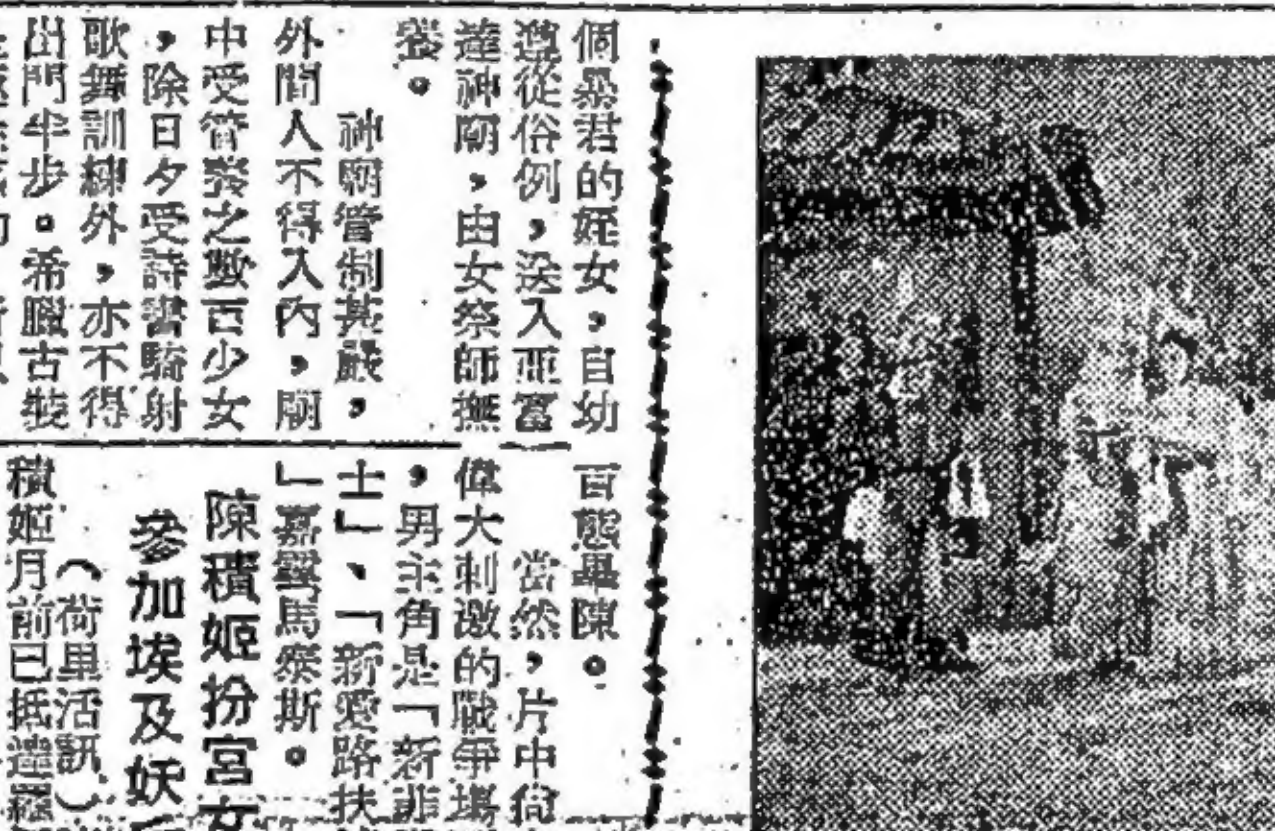 個暴君的姪女，自幼
遵從俗例，送入亞富
達神廟，由女祭師撫
養。
神廟管制甚嚴，
外間人不得入內，廟
中受管養之數百少女
，除日夕受詩書騎射
歌舞訓練外，亦不得
出門半步。希臘古裝
百態畢陳。
當然，片中尚
偉大刺激的戰爭場
，男主角是「新非
士」、「新愛路扶
」嘉露馬泰斯。
陳積姬扮宮女
參加埃及妖
（荷里活訊）
積姬月前已抵達羅